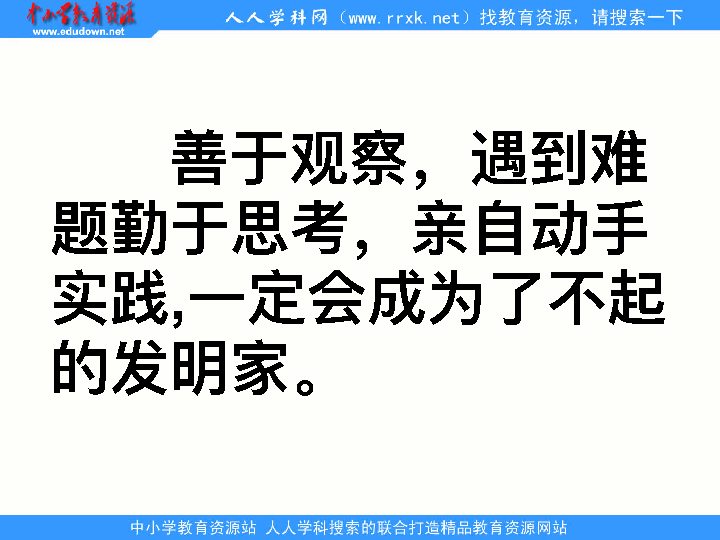 中小学教育资源
www.edudown.net
人人学科网（www.rrxk.net）找教育资源，请搜索一下
善于观察，遇到难
题勤于思考，亲自动手
实践,一定会成为了不起
的发明家。
中小学教育资源站 人人学科搜索的联合打造精品教育资源网站